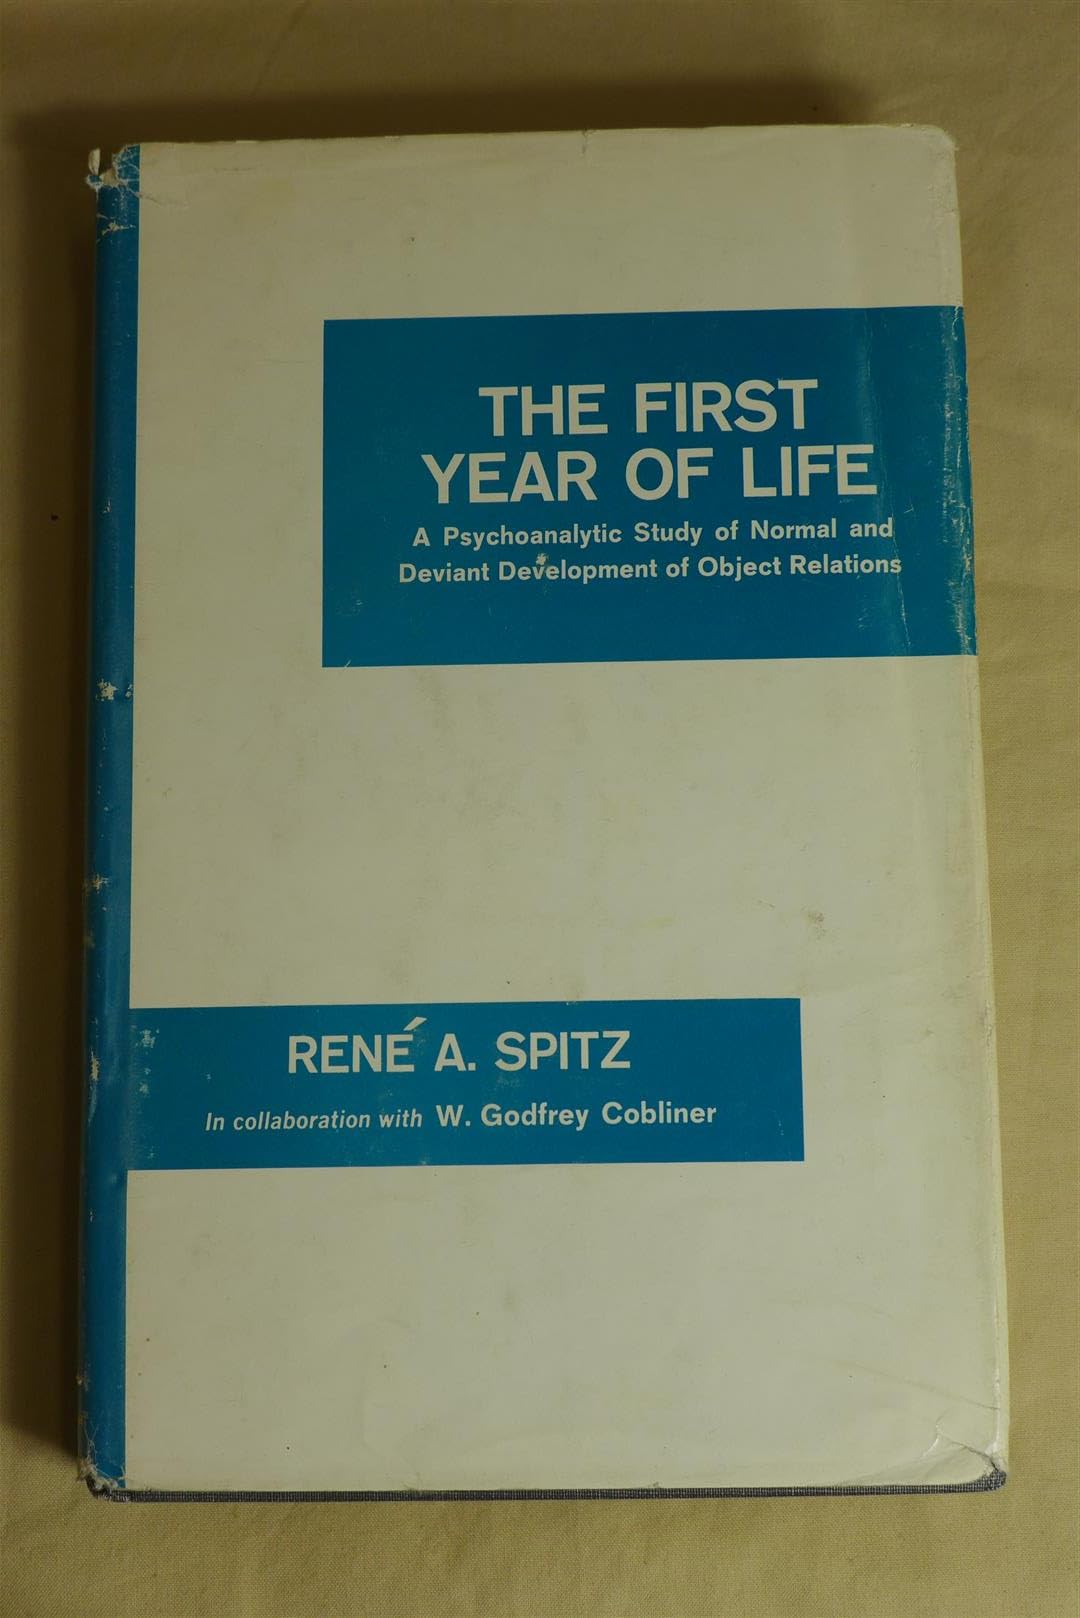 THE FIRST
YEAR OF LIFE
A Psychoanalytic Study of Normal and
Deviant Development of Object Relations
RENÉ A. SPITZ
In collaboration with W. Godfrey Cobliner